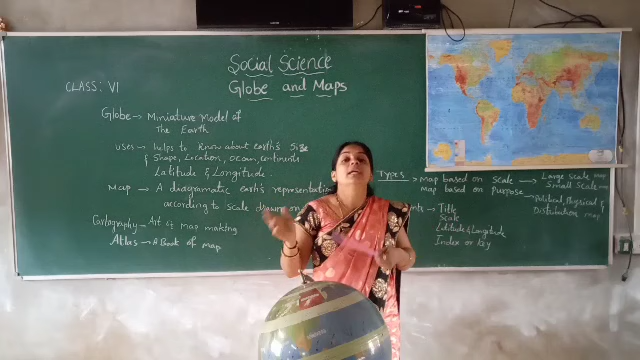 Social Science
CLASS: VI
Globe and Maps
Globe → Miniature Model of
The Earth
uses → helps to know about earth's size
& Shape, Location, ocean, continents
Latitude & Longitude.
Map → A diagramatic earth's representation
according to scale drawn on
Cartography → Art of Map making
Atlas → A Book of Map
Types → Map based on Scale → Large Scale map
Small Scale map
Map based on purpose → Political, Physical &
Distribution map
nts → Title
Scale
Latitude & Longitude
Index or Key